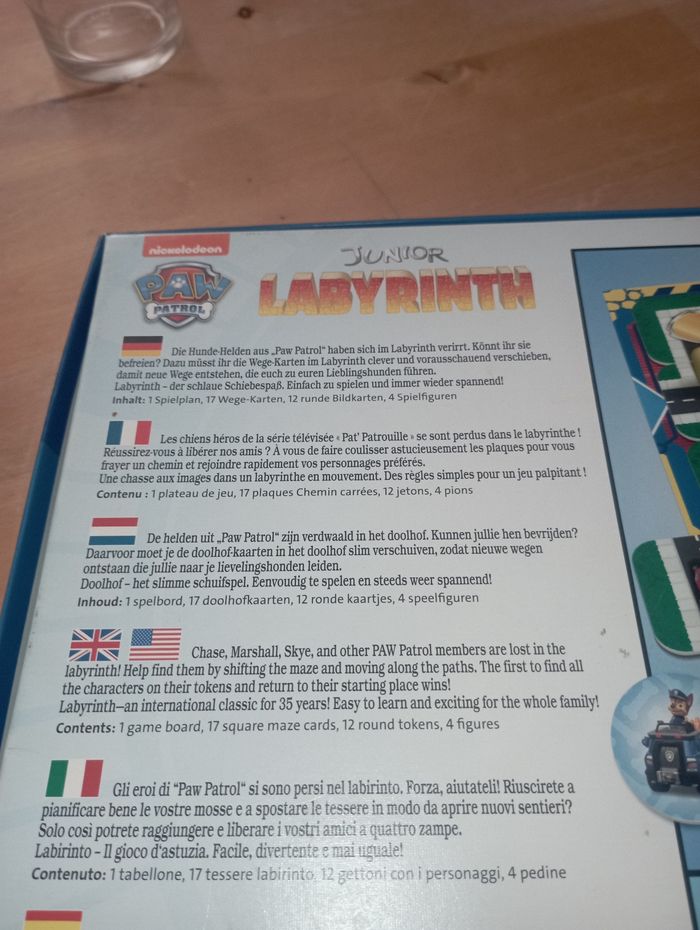 nickelodeon
PAW
PATROL
JUNIOR
LABYRINTH
Die Hunde-Helden aus „Paw Patrol" haben sich im Labyrinth verirrt. Könnt ihr sie
befreien? Dazu müsst ihr die Wege-Karten im Labyrinth clever und vorausschauend verschieben,
damit neue Wege entstehen, die euch zu euren Lieblingshunden führen.
Labyrinth – der schlaue Schiebespaß. Einfach zu spielen und immer wieder spannend!
Inhalt: 1 Spielplan, 17 Wege-Karten, 12 runde Bildkarten, 4 Spielfiguren
Les chiens héros de la série télévisée « Pat' Patrouille » se sont perdus dans le labyrinthe !
Réussirez-vous à libérer nos amis ? À vous de faire coulisser astucieusement les plaques pour vous
frayer un chemin et rejoindre rapidement vos personnages préférés.
Une chasse aux images dans un labyrinthe en mouvement. Des règles simples pour un jeu palpitant !
Contenu : 1 plateau de jeu, 17 plaques Chemin carrées, 12 jetons, 4 pions
De helden uit „Paw Patrol" zijn verdwaald in het doolhof. Kunnen jullie hen bevrijden?
Daarvoor moet je de doolhof-kaarten in het doolhof slim verschuiven, zodat nieuwe wegen
ontstaan die jullie naar je lievelingshonden leiden.
Doolhof – het slimme schuifspel. Eenvoudig te spelen en steeds weer spannend!
Inhoud: 1 spelbord, 17 doolhofkaarten, 12 ronde kaartjes, 4 speelfiguren
Chase, Marshall, Skye, and other PAW Patrol members are lost in the
labyrinth! Help find them by shifting the maze and moving along the paths. The first to find all
the characters on their tokens and return to their starting place wins!
Labyrinth—an international classic for 35 years! Easy to learn and exciting for the whole family!
Contents: 1 game board, 17 square maze cards, 12 round tokens, 4 figures
Gli eroi di "Paw Patrol" si sono persi nel labirinto. Forza, aiutateli! Riuscirete a
pianificare bene le vostre mosse e a spostare le tessere in modo da aprire nuovi sentieri?
Solo così potrete raggiungere e liberare i vostri amici a quattro zampe.
Labirinto – Il gioco d'astuzia. Facile, divertente e mai uguale!
Contenuto: 1 tabellone, 17 tessere labirinto, 12 gettoni con i personaggi, 4 pedine